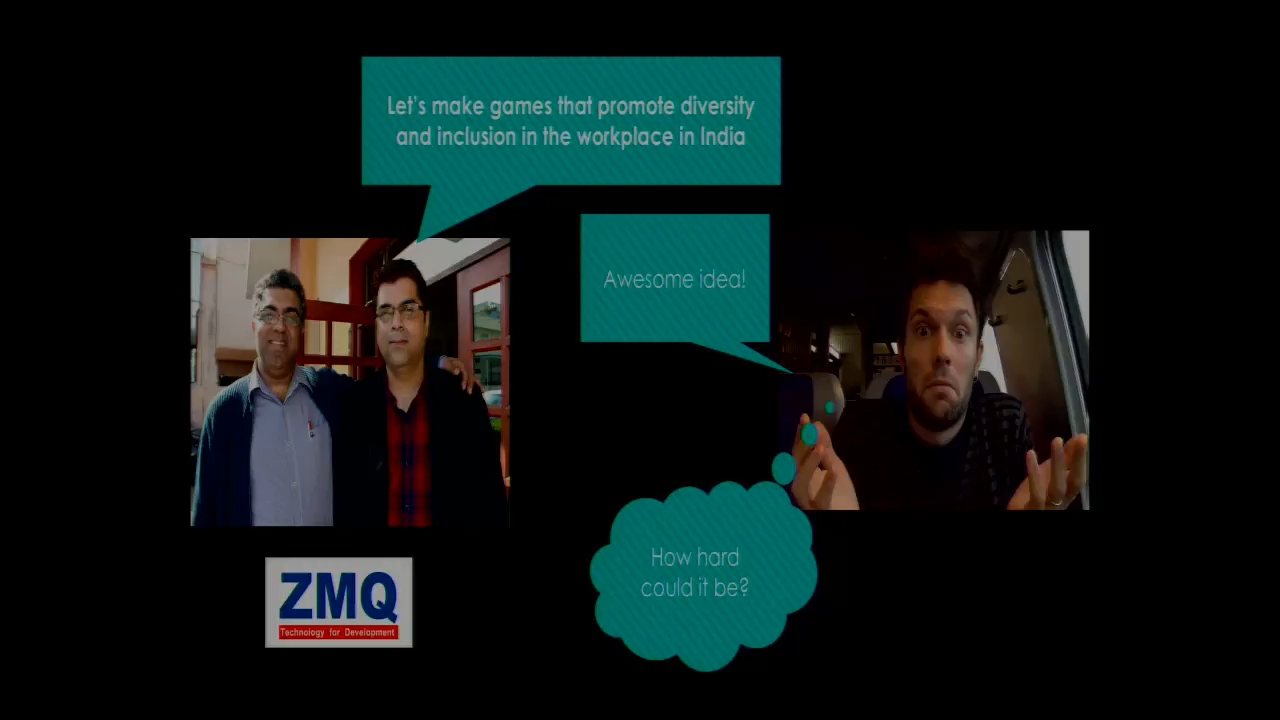 Let's make games that promote diversity
and inclusion in the workplace in India
Awesome idea!
How hard
could it be?
ZMQ
Technology for Development